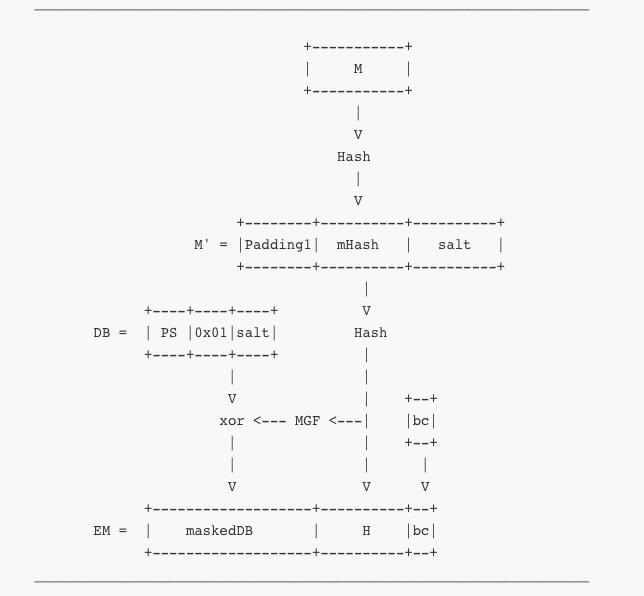 +-----------+
|     M     |
+-----------+
|
V
Hash
|
V
+--------+----------+----------+
M' = |Padding1|  mHash   |   salt   |
+--------+----------+----------+
|
+----+----+----+          V
DB =  | PS |0x01|salt|         Hash
+----+----+----+          |
|               |
V               |    +--+
xor <--- MGF <---|    |bc|
|               |    +--+
|               |      |
V               V      V
+-------------------+----------+--+
EM =  |    maskedDB       |     H    |bc|
+-------------------+----------+--+